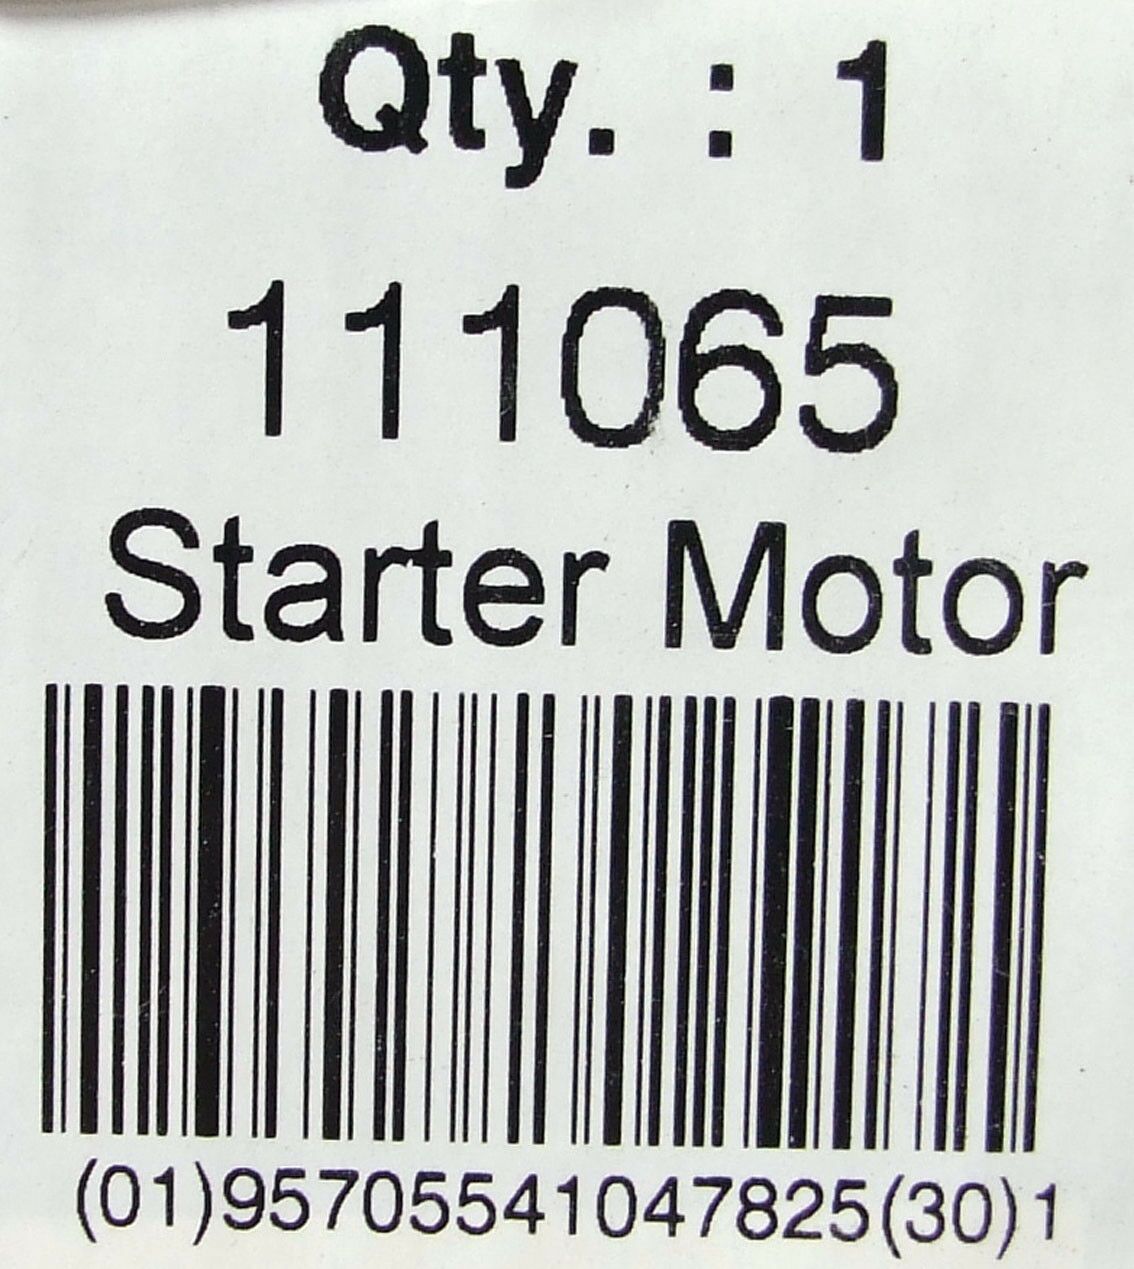 Qty. : 1
111065
Starter Motor
(01)95705541047825(30)1